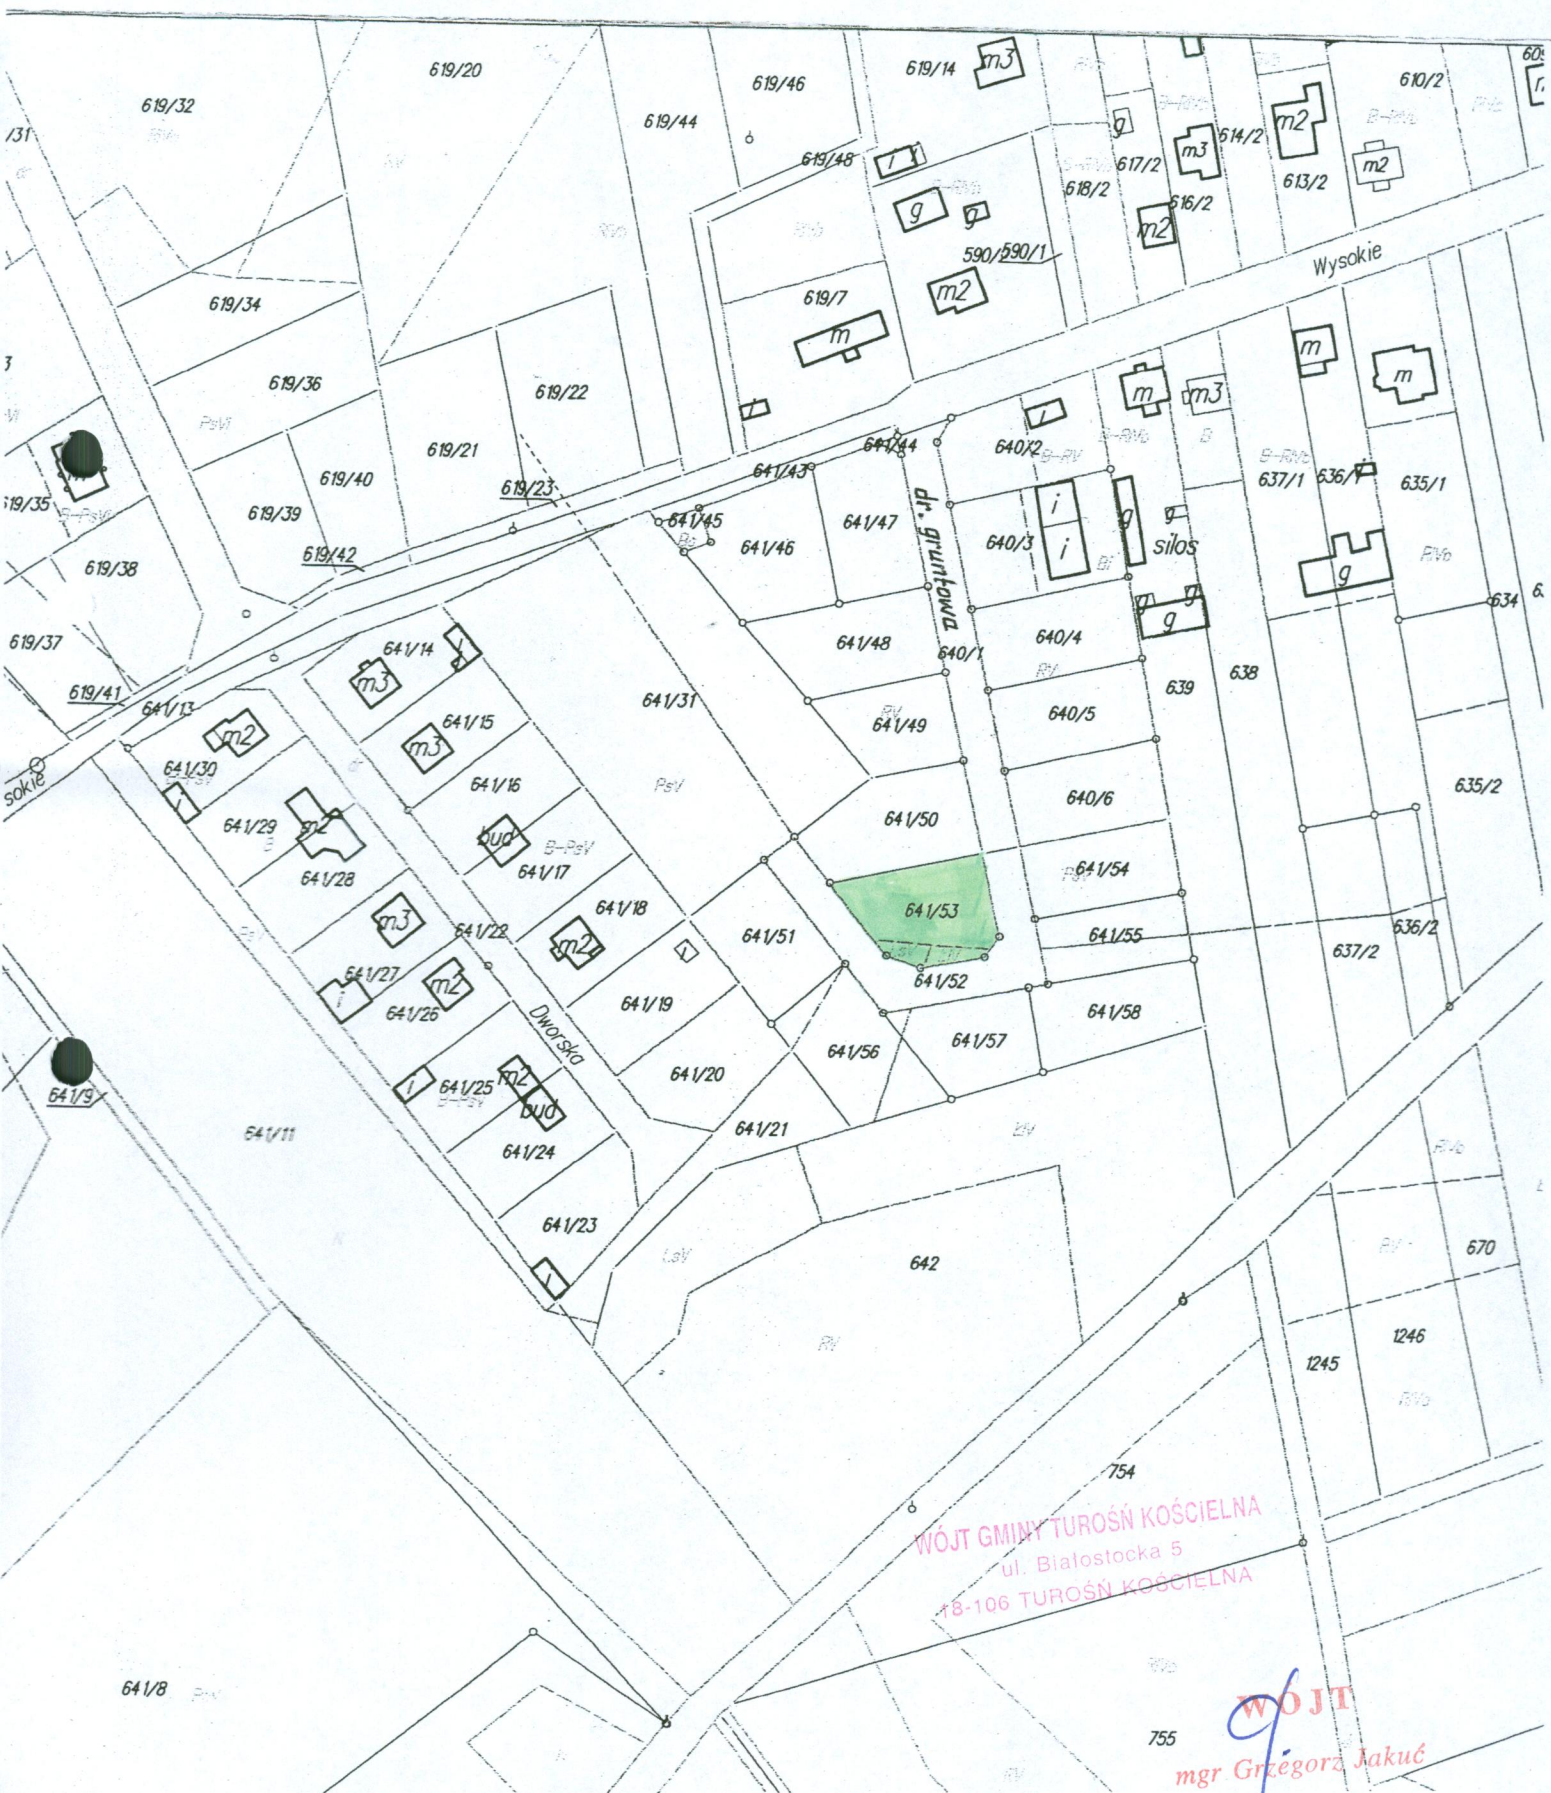 619/20
619/46
619/14
m3
610/2
619/32
/31
619/44
619/48
i
g
617/2
m3
614/2
m2
m2
613/2
618/2
616/2
m2
g
g
590/1
m2
Wysokie
619/34
619/7
m
619/36
619/22
PsVI
619/21
i
640/2
i
m
m3
m
m
B-RV
B
637/1
635/1
619/40
619/39
619/23
619/35
641/43
641/44
641/45
641/46
641/47
dr. gruntowa
640/3
i
i
g
g
silos
Bi
g
g
g
g
619/42
619/38
619/37
619/41
641/13
641/14
m3
i
641/48
640/1
640/4
RV
639
638
634
641/31
641/49
640/5
m2
641/30
i
641/15
m3
641/16
PsV
640/6
635/2
sokie
641/29
B
m2
bud
B-PsV
641/50
641/28
641/17
641/54
m3
641/22
641/18
m2
641/51
641/53
641/55
636/2
637/2
641/27
i
m2
641/26
641/19
641/52
641/58
Dworska
641/56
641/57
641/20
i
641/25
m2
bud
641/9
641/11
641/24
641/21
641/23
i
LsV
642
RV
670
1245
1246
754
WÓJT GMINY TUROŚŃ KOŚCIELNA
ul. Białostocka 5
18-106 TUROŚŃ KOŚCIELNA
641/8
755
WÓJT
mgr Grzegorz Jakuć